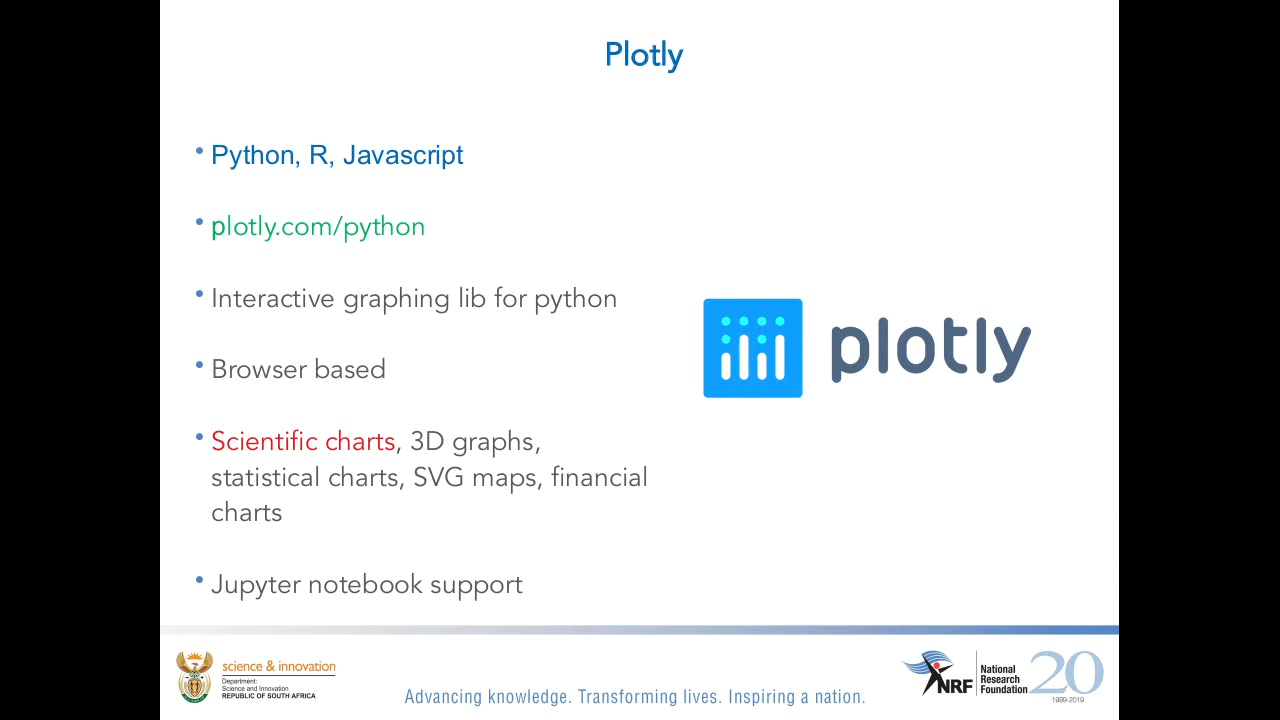 Plotly
• Python, R, Javascript
• plotly.com/python
• Interactive graphing lib for python
• Browser based
• Scientific charts, 3D graphs,
statistical charts, SVG maps, financial
charts
• Jupyter notebook support
plotly
science & innovation
Department:
Science and Innovation
REPUBLIC OF SOUTH AFRICA
Advancing knowledge. Transforming lives. Inspiring a nation.
NRF
National
Research
Foundation
20
1999-2019